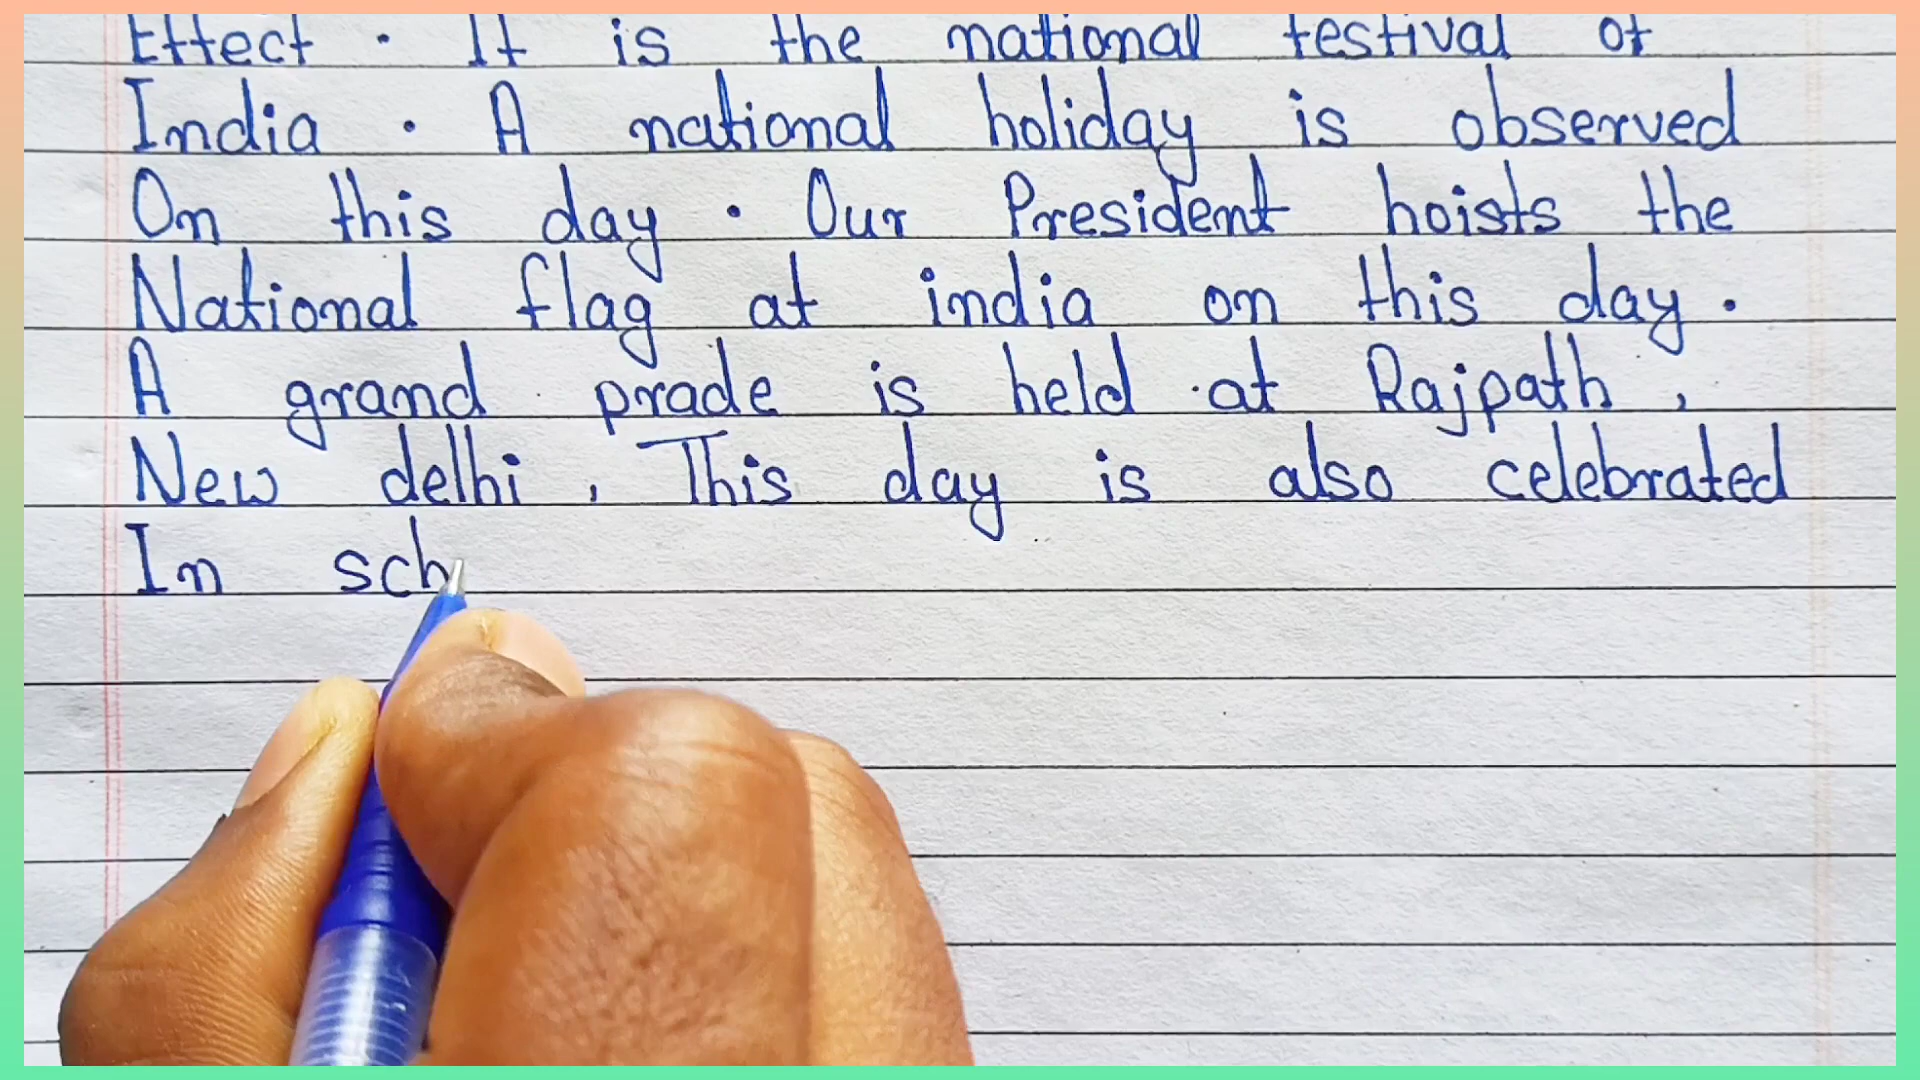 Effect. It is the national festival of
India. A national holiday is observed
On this day. Our President hoists the
National flag at india on this day.
A grand prade is held at Rajpath,
New delhi, This day is also celebrated
In sch